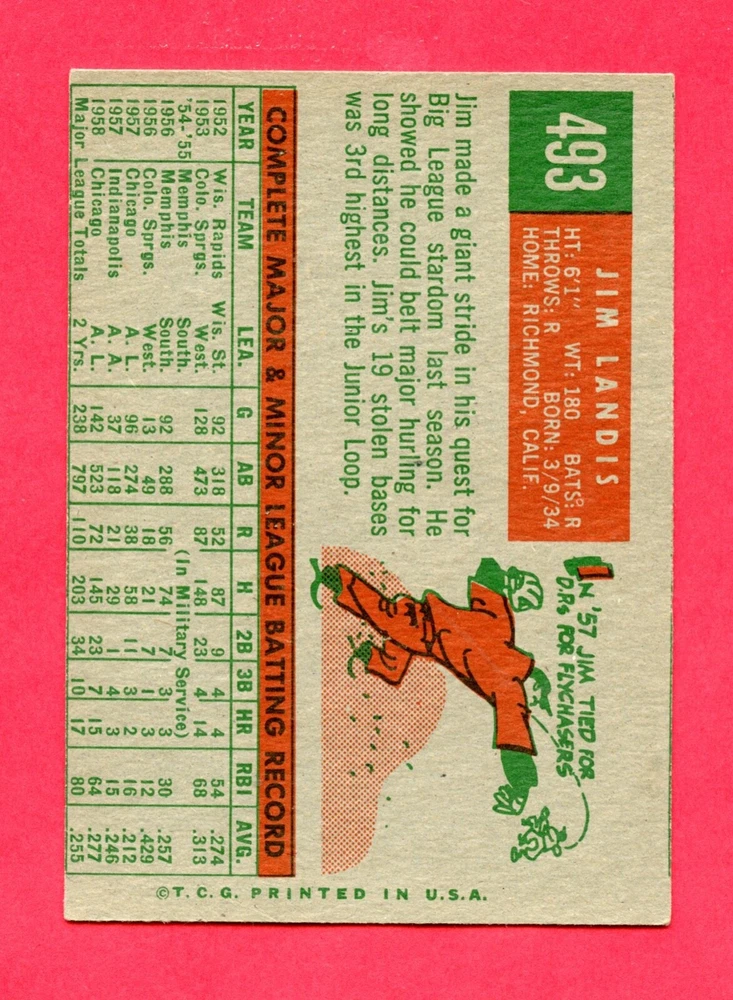 493
JIM LANDIS
HT: 6'1" WT: 180 BATS: R
THROWS: R BORN: 3/9/34
HOME: RICHMOND, CALIF.
Jim made a giant stride in his quest for
Big League stardom last season. He
showed he could belt major hurling for
long distances. Jim's 19 stolen bases
was 3rd highest in the Junior Loop.
IN '57 JIM TIED FOR
D.P.s FOR FLYCHASERS
COMPLETE MAJOR & MINOR LEAGUE BATTING RECORD
YEAR TEAM LEA. G AB R H 2B 3B HR RBI AVG.
1952 Wis. Rapids Wis. St. 92 318 52 87 9 4 4 54 .274
1953 Colo. Sprgs. West. 128 473 87 148 23 4 14 68 .313
'54-'55 Memphis South. (In Military Service)
1956 Memphis South. 92 288 56 74 7 3 3 30 .257
1956 Colo. Sprgs. West. 13 49 18 21 1 1 3 12 .429
1957 Chicago A. L. 96 274 38 58 11 3 2 16 .212
1957 Indianapolis A. A. 37 118 21 29 4 4 3 15 .246
1958 Chicago A. L. 142 523 72 145 23 7 15 64 .277
Major League Totals 2 Yrs. 238 797 110 203 34 10 17 80 .255
©T.C.G. PRINTED IN U.S.A.